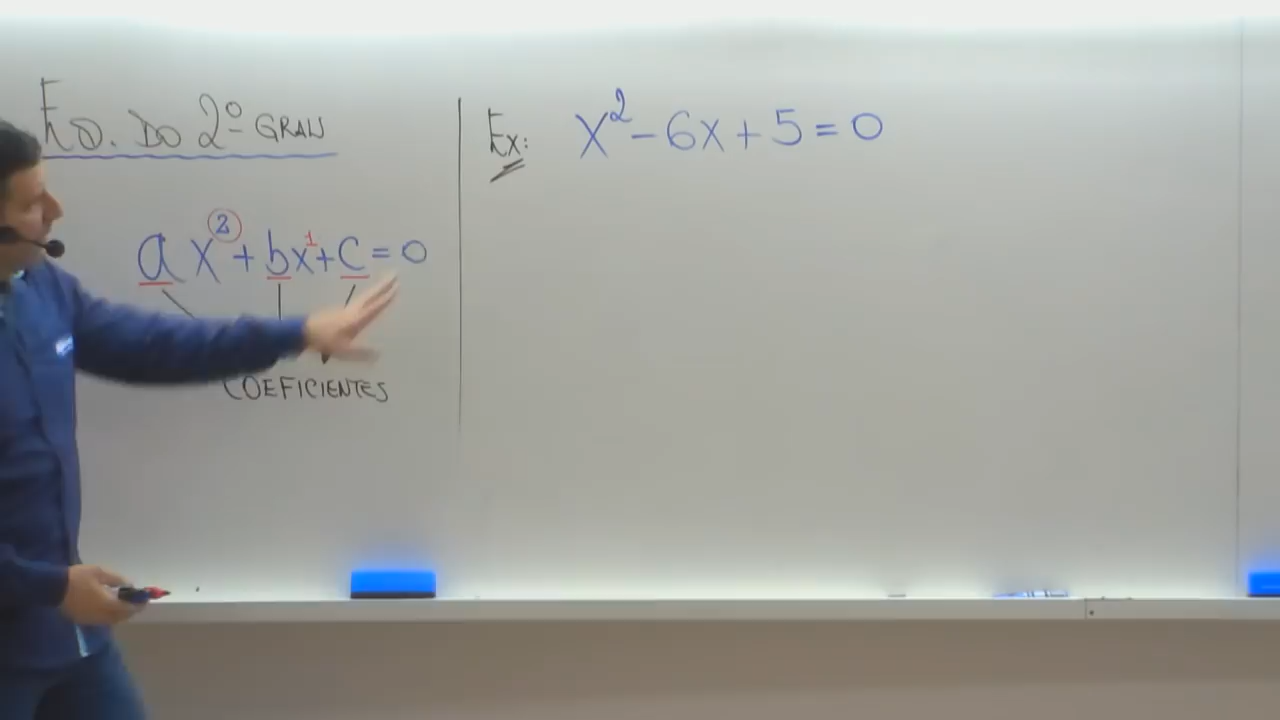 EQ. DO 2º GRAU
ax² + bx¹ + c = 0
COEFICIENTES
Ex: x² - 6x + 5 = 0